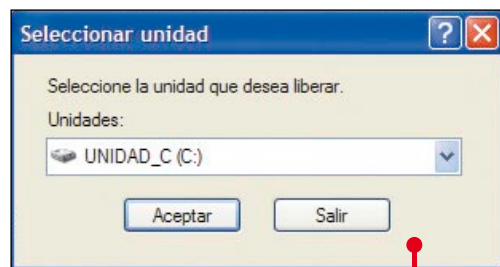 Seleccionar unidad
Seleccione la unidad que desea liberar.
Unidades:
UNIDAD_C (C:)
Aceptar Salir